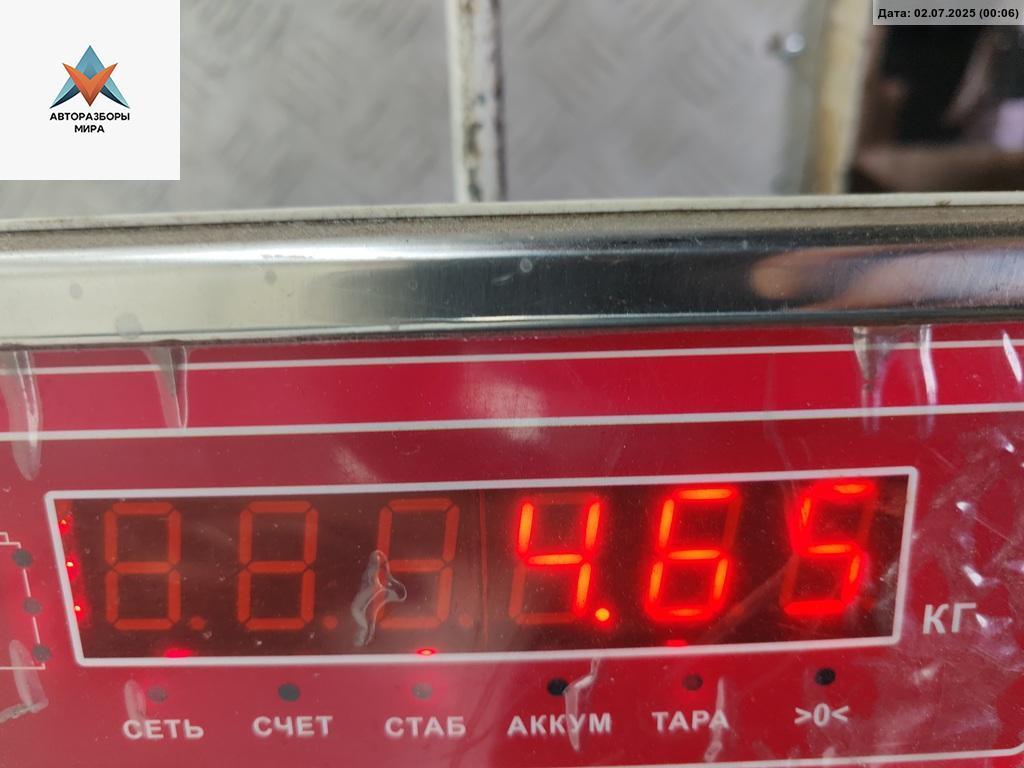 Дата: 02.07.2025 (00:06)
АВТОРАЗБОРЫ
МИРА
4.65
КГ
СЕТЬ СЧЕТ СТАБ АККУМ ТАРА >0<